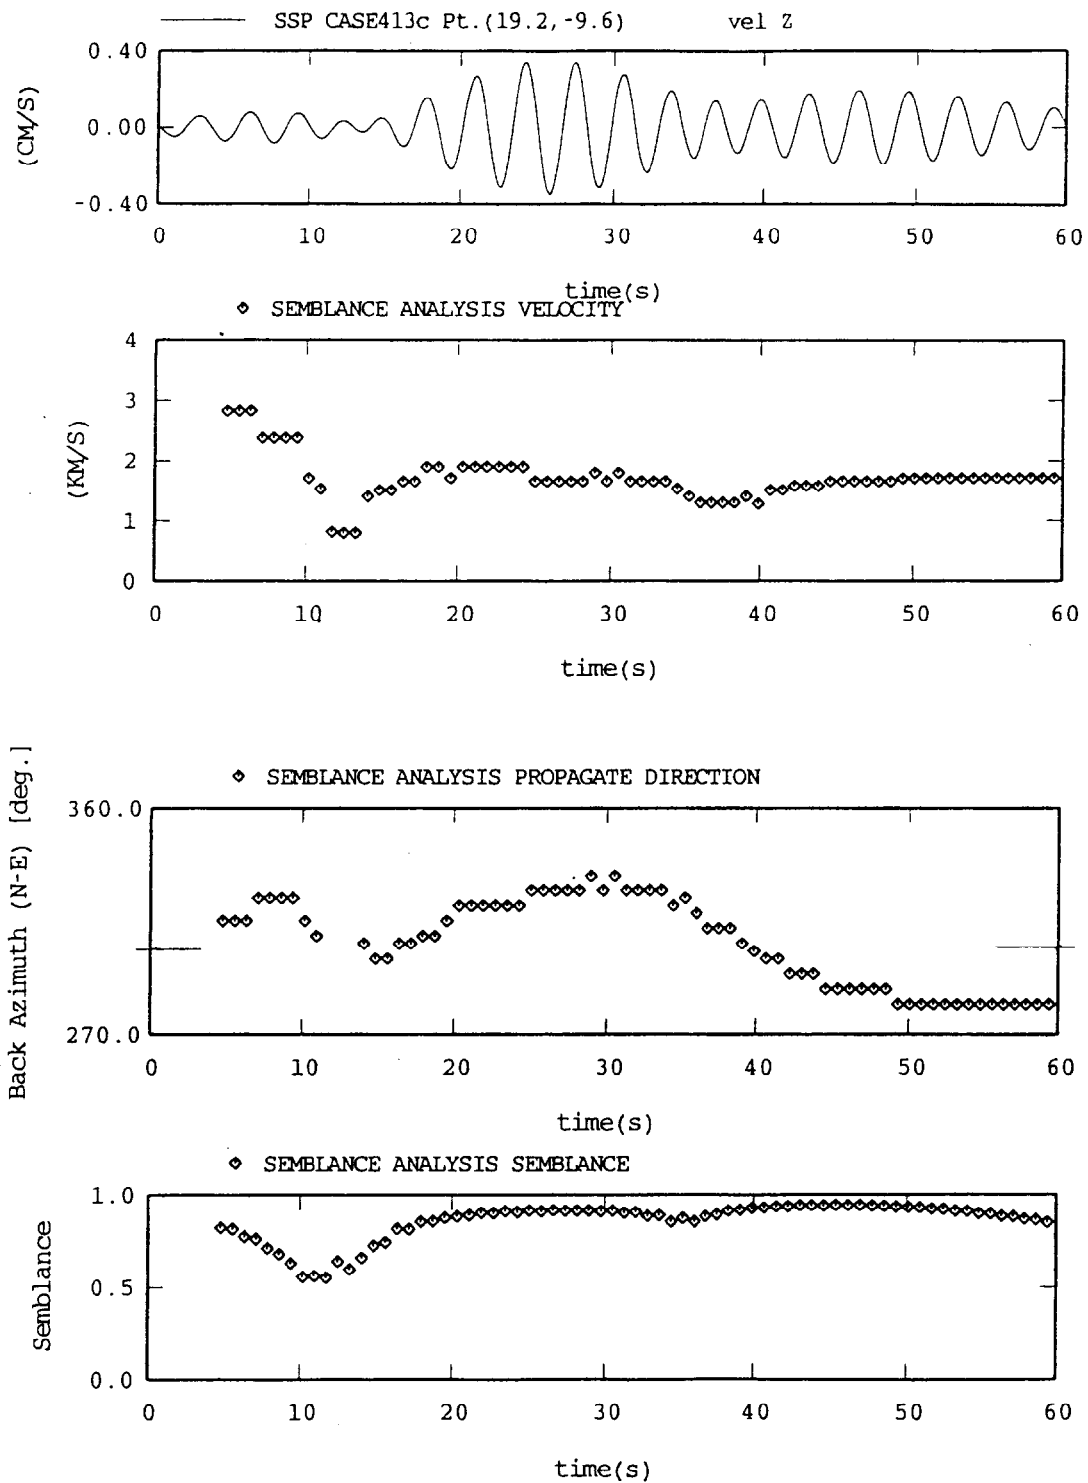 SSP CASE413c Pt.(19.2,-9.6) vel Z
(CM/S)
0.40
0.00
-0.40
0 10 20 30 40 50 60
time(s)
SEMBLANCE ANALYSIS VELOCITY
(KM/S)
4
3
2
1
0
0 10 20 30 40 50 60
time(s)
SEMBLANCE ANALYSIS PROPAGATE DIRECTION
Back Azimuth (N-E) [deg.]
360.0
270.0
0 10 20 30 40 50 60
time(s)
SEMBLANCE ANALYSIS SEMBLANCE
Semblance
1.0
0.5
0.0
0 10 20 30 40 50 60
time(s)